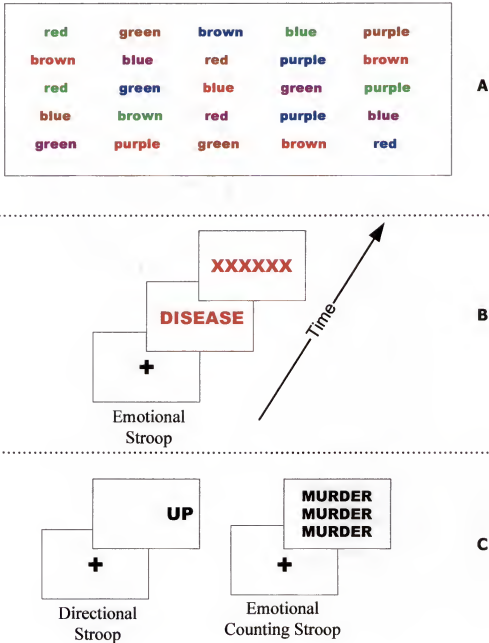 red green brown blue purple
brown blue red purple brown
red green blue green purple
A
blue brown red purple blue
green purple green brown red
XXXXXX
DISEASE
Time
B
+
Emotional
Stroop
UP
MURDER
MURDER
MURDER
C
+ +
Directional
Stroop
Emotional
Counting Stroop